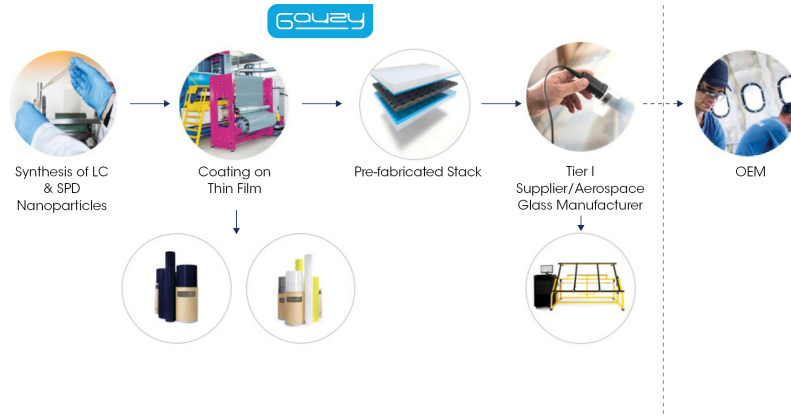 Gauzy
Synthesis of LC
& SPD
Nanoparticles
Coating on
Thin Film
Pre-fabricated Stack
Tier I
Supplier/Aerospace
Glass Manufacturer
OEM